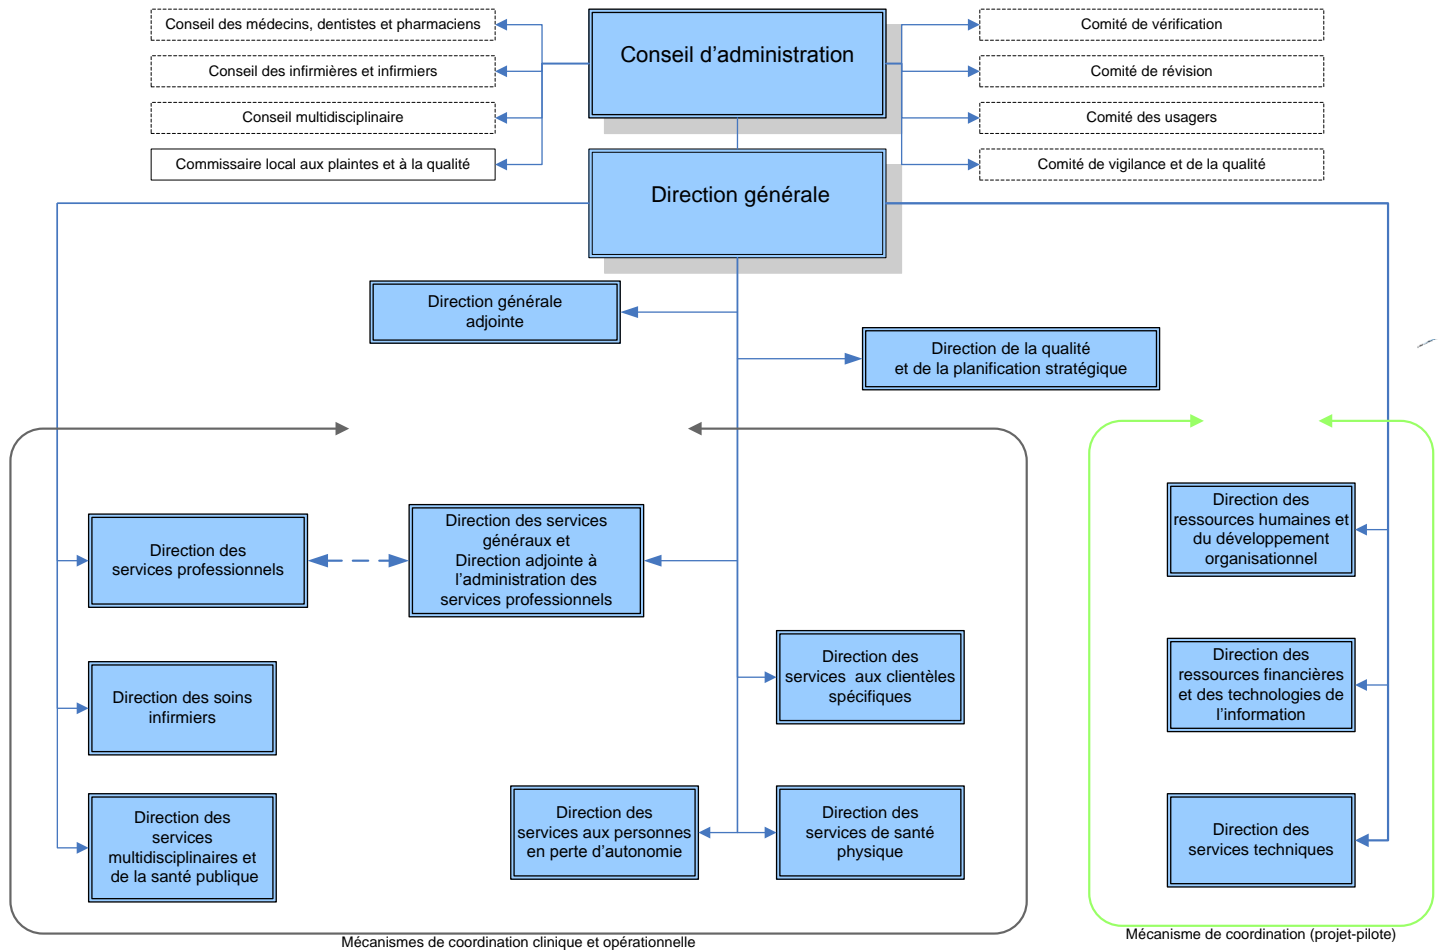 Conseil des médecins, dentistes et pharmaciens
Conseil des infirmières et infirmiers
Conseil multidisciplinaire
Commissaire local aux plaintes et à la qualité
Conseil d'administration
Comité de vérification
Comité de révision
Comité des usagers
Comité de vigilance et de la qualité
Direction générale
Direction générale
adjointe
Direction de la qualité
et de la planification stratégique
Direction des
services professionnels
Direction des services
généraux et
Direction adjointe à
l'administration des
services professionnels
Direction des
ressources humaines et
du développement
organisationnel
Direction des soins
infirmiers
Direction des
services aux clientèles
spécifiques
Direction des
ressources financières
et des technologies de
l'information
Direction des
services
multidisciplinaires et
de la santé publique
Direction des
services aux personnes
en perte d'autonomie
Direction des
services de santé
physique
Direction des
services techniques
Mécanismes de coordination clinique et opérationnelle
Mécanisme de coordination (projet-pilote)